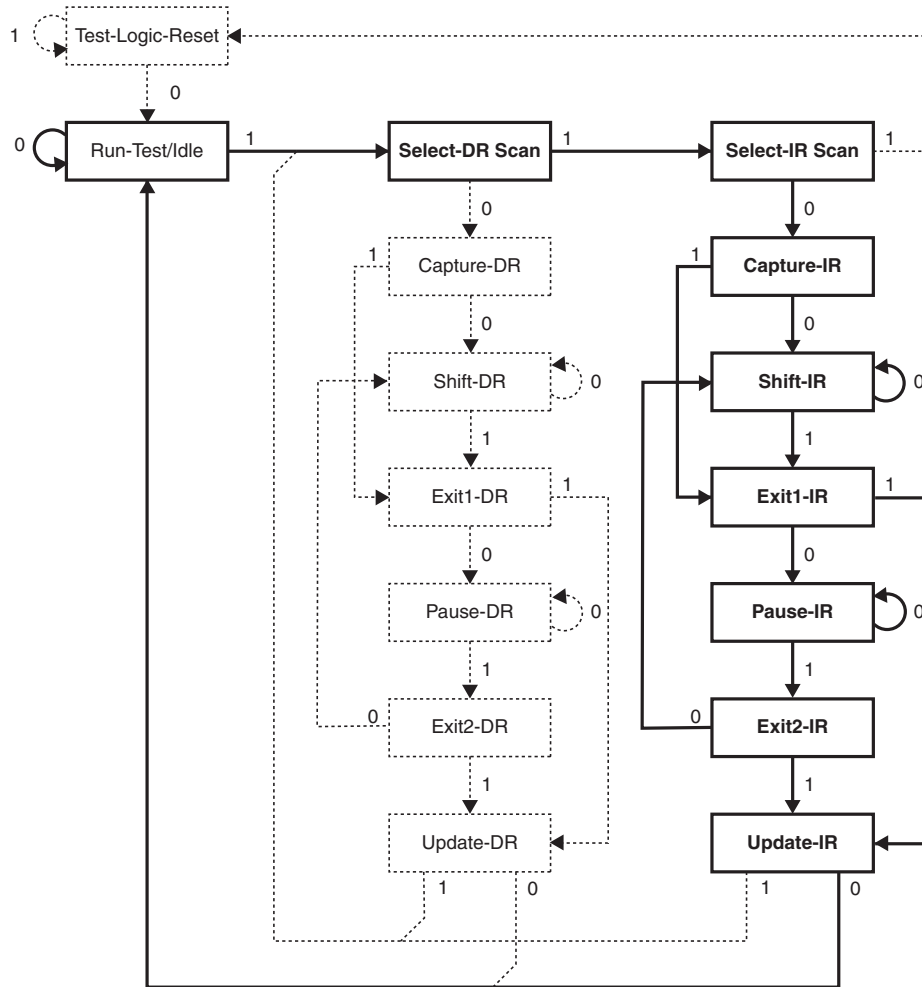 1
Test-Logic-Reset
0
0
Run-Test/Idle
1
Select-DR Scan
1
Select-IR Scan
1
0
0
1
Capture-DR
1
Capture-IR
0
0
Shift-DR
0
Shift-IR
0
1
1
Exit1-DR
1
Exit1-IR
1
0
0
Pause-DR
0
Pause-IR
0
1
1
0
Exit2-DR
0
Exit2-IR
1
1
Update-DR
Update-IR
1
0
1
0